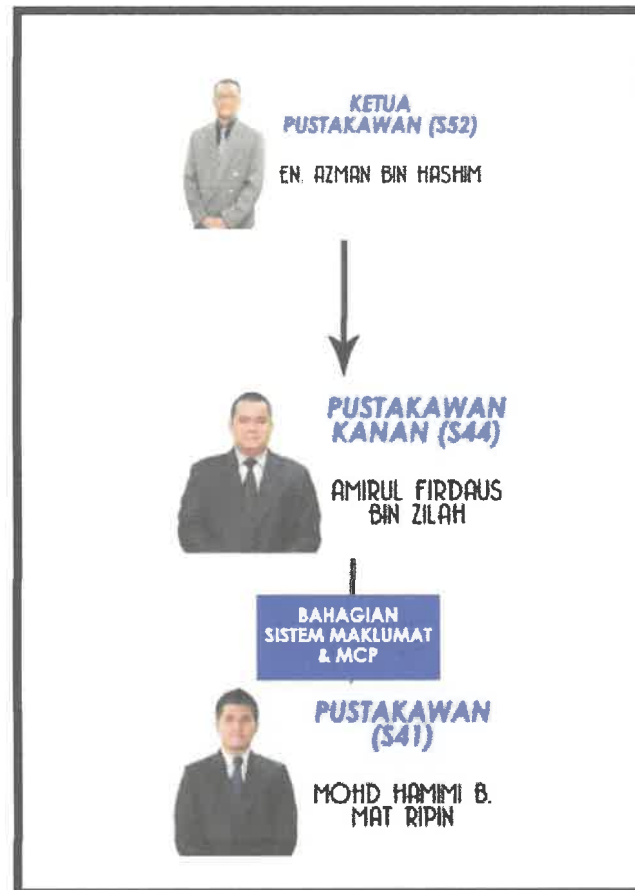 KETUA
PUSTAKAWAN (S52)
EN. AZMAN BIN HASHIM
PUSTAKAWAN
KANAN (S44)
AMIRUL FIRDAUS
BIN ZILAH
BAHAGIAN
SISTEM MAKLUMAT
& MCP
PUSTAKAWAN
(S41)
MOHD HAMIMI B.
MAT RIPIN